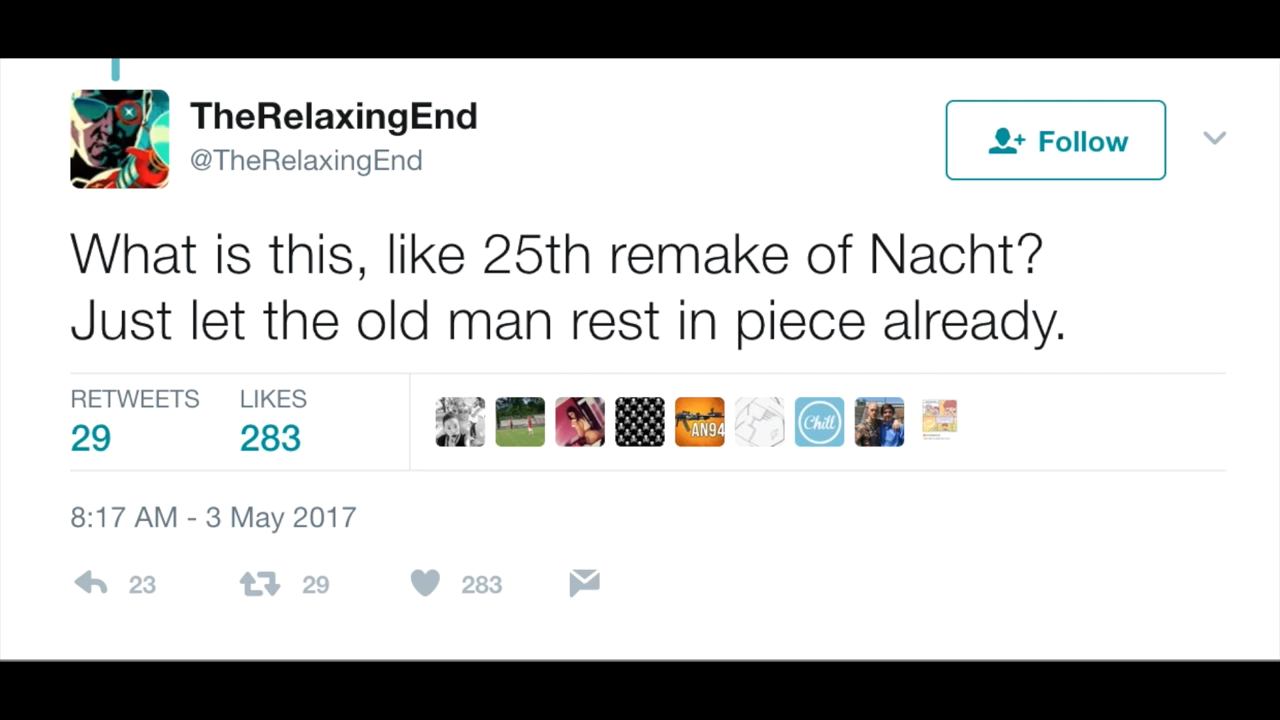 TheRelaxingEnd
@TheRelaxingEnd
Follow
What is this, like 25th remake of Nacht?
Just let the old man rest in piece already.
RETWEETS LIKES
29 283
AN94
Chill
8:17 AM - 3 May 2017
23 29 283